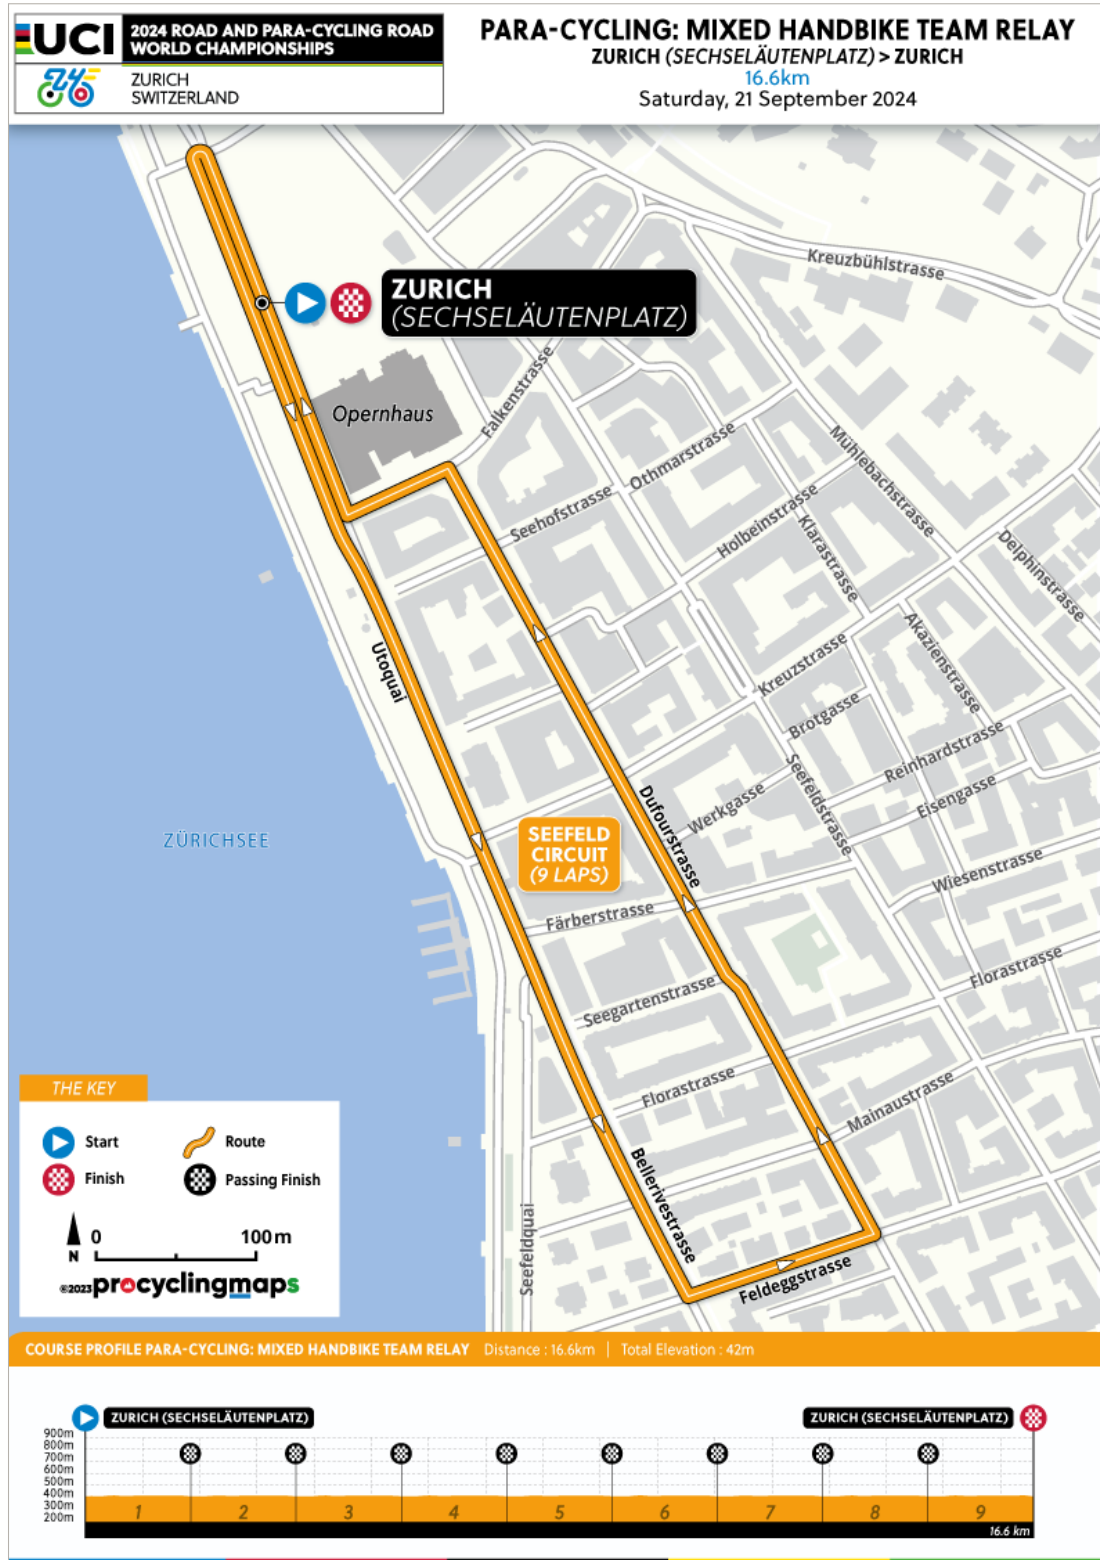 UCI
2024 ROAD AND PARA-CYCLING ROAD
WORLD CHAMPIONSHIPS
ZURICH
SWITZERLAND
PARA-CYCLING: MIXED HANDBIKE TEAM RELAY
ZURICH (SECHSELÄUTENPLATZ) > ZURICH
16.6km
Saturday, 21 September 2024
Kreuzbühlstrasse
ZURICH
(SECHSELÄUTENPLATZ)
Opernhaus
Falkenstrasse
Othmarstrasse
Mühlebachstrasse
Seehofstrasse
Holbeinstrasse
Klarastrasse
Delphinstrasse
Akazienstrasse
Utoquai
Kreuzstrasse
Brotgasse
Reinhardstrasse
Seefeldstrasse
Eisengasse
Dufourstrasse
Werkgasse
ZÜRICHSEE
SEEFELD
CIRCUIT
(9 LAPS)
Wiesenstrasse
Färberstrasse
Florastrasse
Seegartenstrasse
Florastrasse
Mainaustrasse
Bellerivestrasse
Seefeldquai
Feldeggstrasse
THE KEY
Start
Route
Finish
Passing Finish
N
0
100m
©2023 procyclingmaps
COURSE PROFILE PARA-CYCLING: MIXED HANDBIKE TEAM RELAY Distance : 16.6km | Total Elevation : 42m
ZURICH (SECHSELÄUTENPLATZ)
ZURICH (SECHSELÄUTENPLATZ)
900m
800m
700m
600m
500m
400m
300m
200m
1 2 3 4 5 6 7 8 9
16.6 km